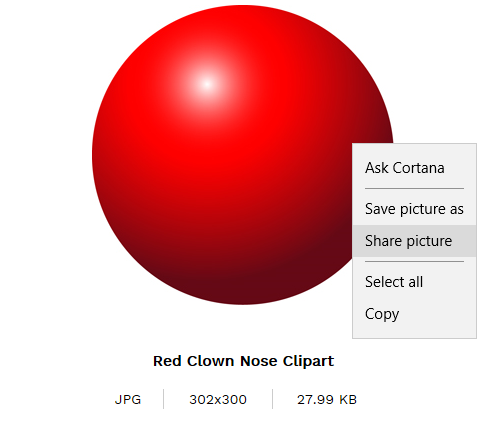 Ask Cortana
Save picture as
Share picture
Select all
Copy
Red Clown Nose Clipart
JPG 302x300 27.99 KB